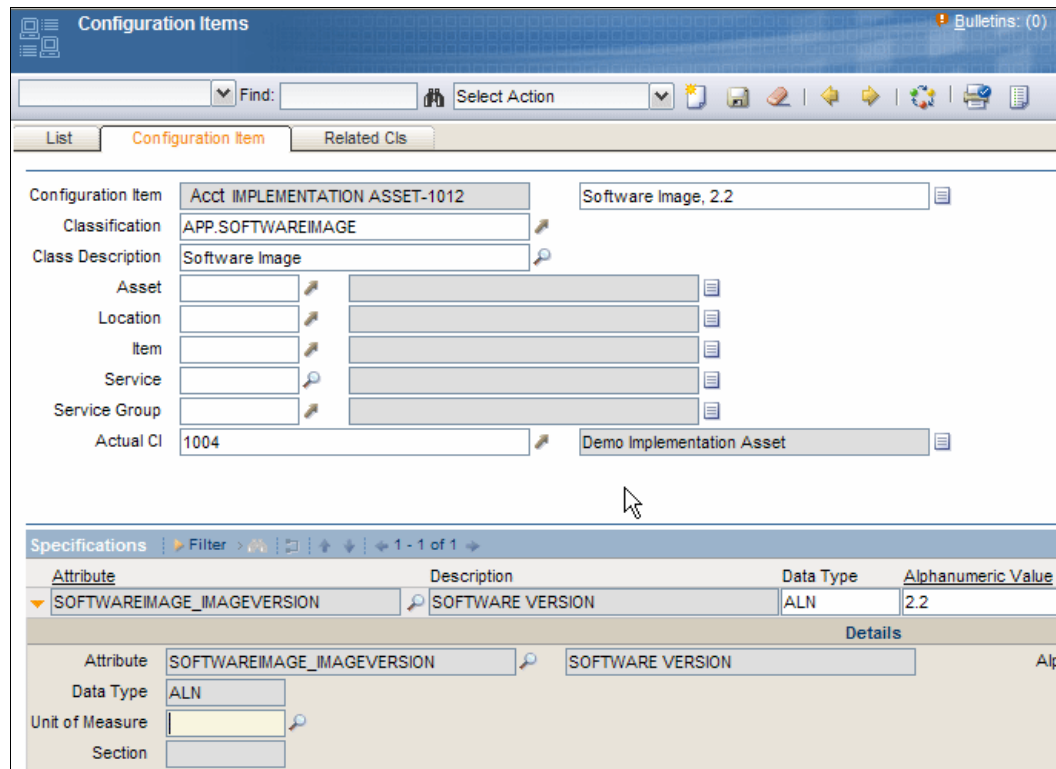 Configuration Items
Bulletins: (0)
Find:
Select Action
List
Configuration Item
Related CIs
Configuration Item Acct IMPLEMENTATION ASSET-1012 Software Image, 2.2
Classification APP.SOFTWAREIMAGE
Class Description Software Image
Asset
Location
Item
Service
Service Group
Actual CI 1004 Demo Implementation Asset
Specifications Filter 1 - 1 of 1
Attribute Description Data Type Alphanumeric Value
SOFTWAREIMAGE_IMAGEVERSION SOFTWARE VERSION ALN 2.2
Details
Attribute SOFTWAREIMAGE_IMAGEVERSION SOFTWARE VERSION Alp
Data Type ALN
Unit of Measure
Section